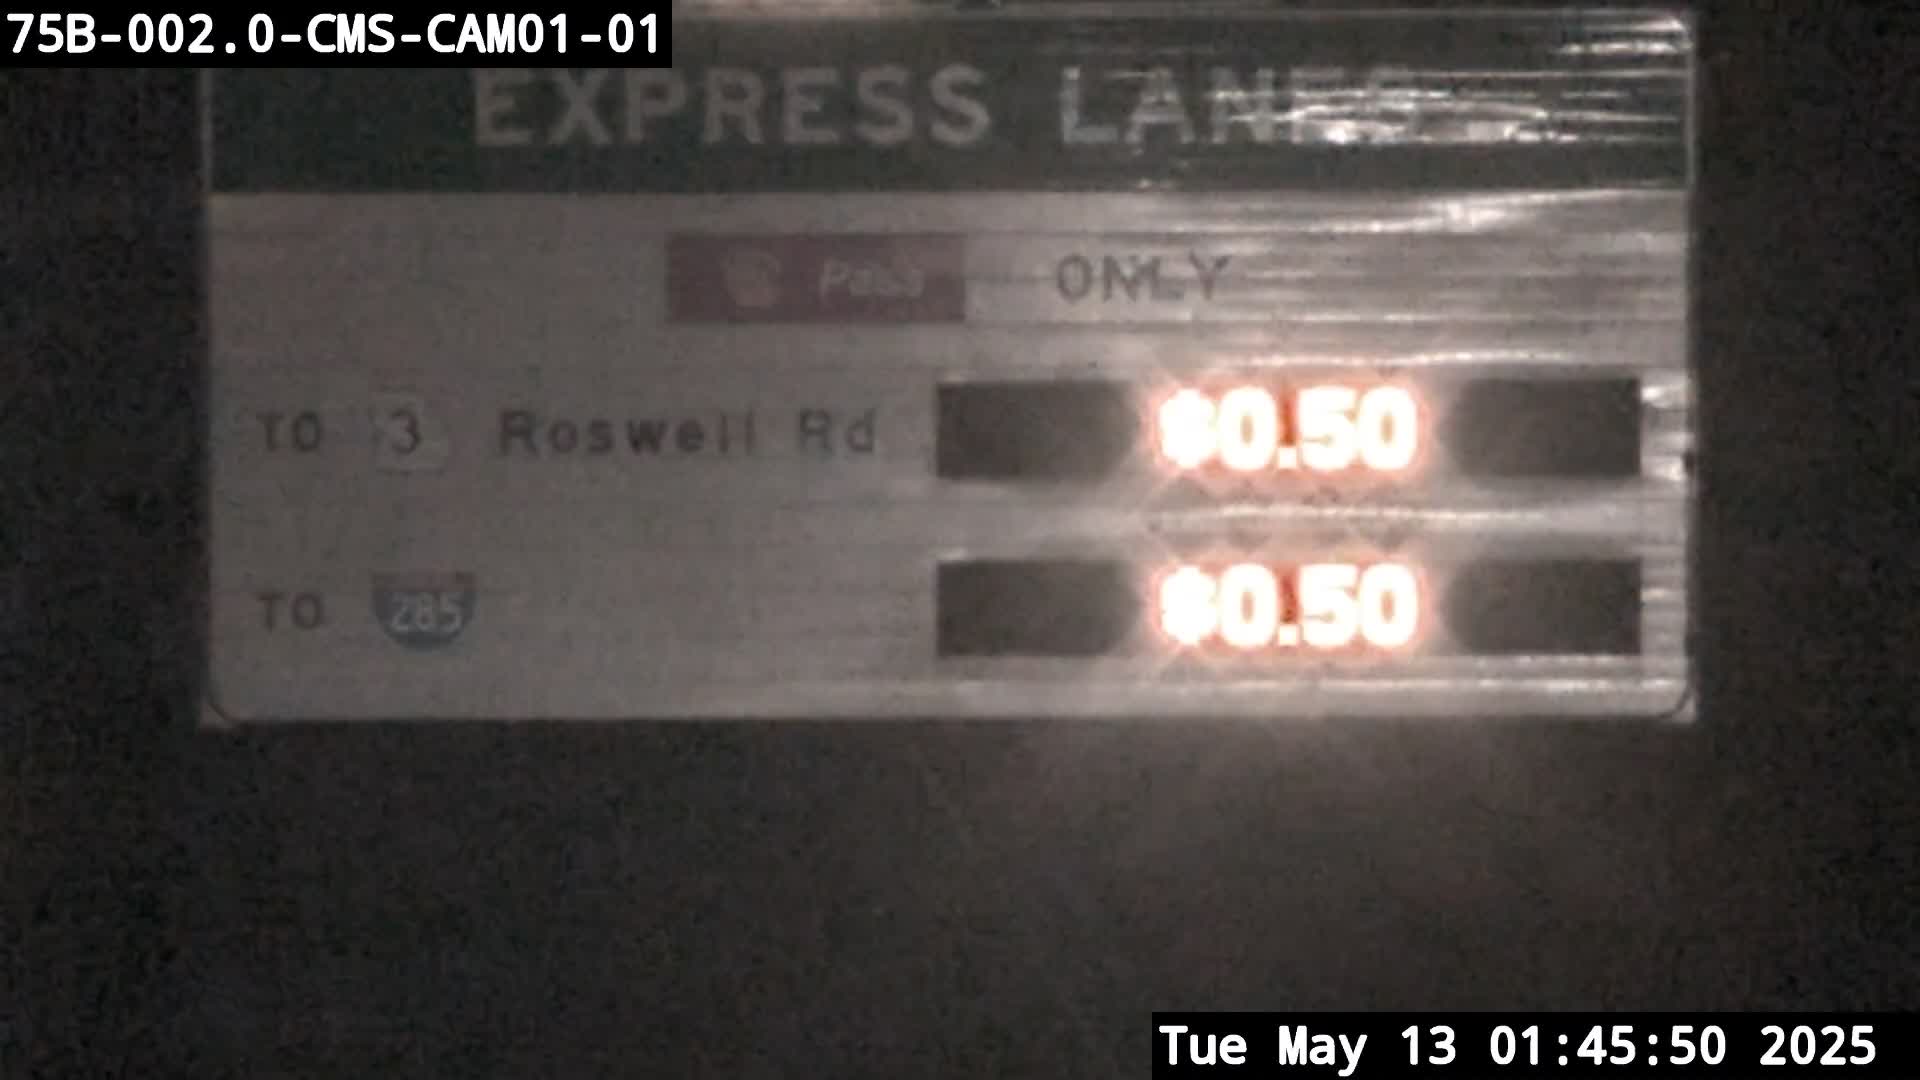 75B-002.0-CMS-CAM01-01
EXPRESS LANES
Pass ONLY
TO 3 Roswell Rd $0.50
TO 285 $0.50
Tue May 13 01:45:50 2025